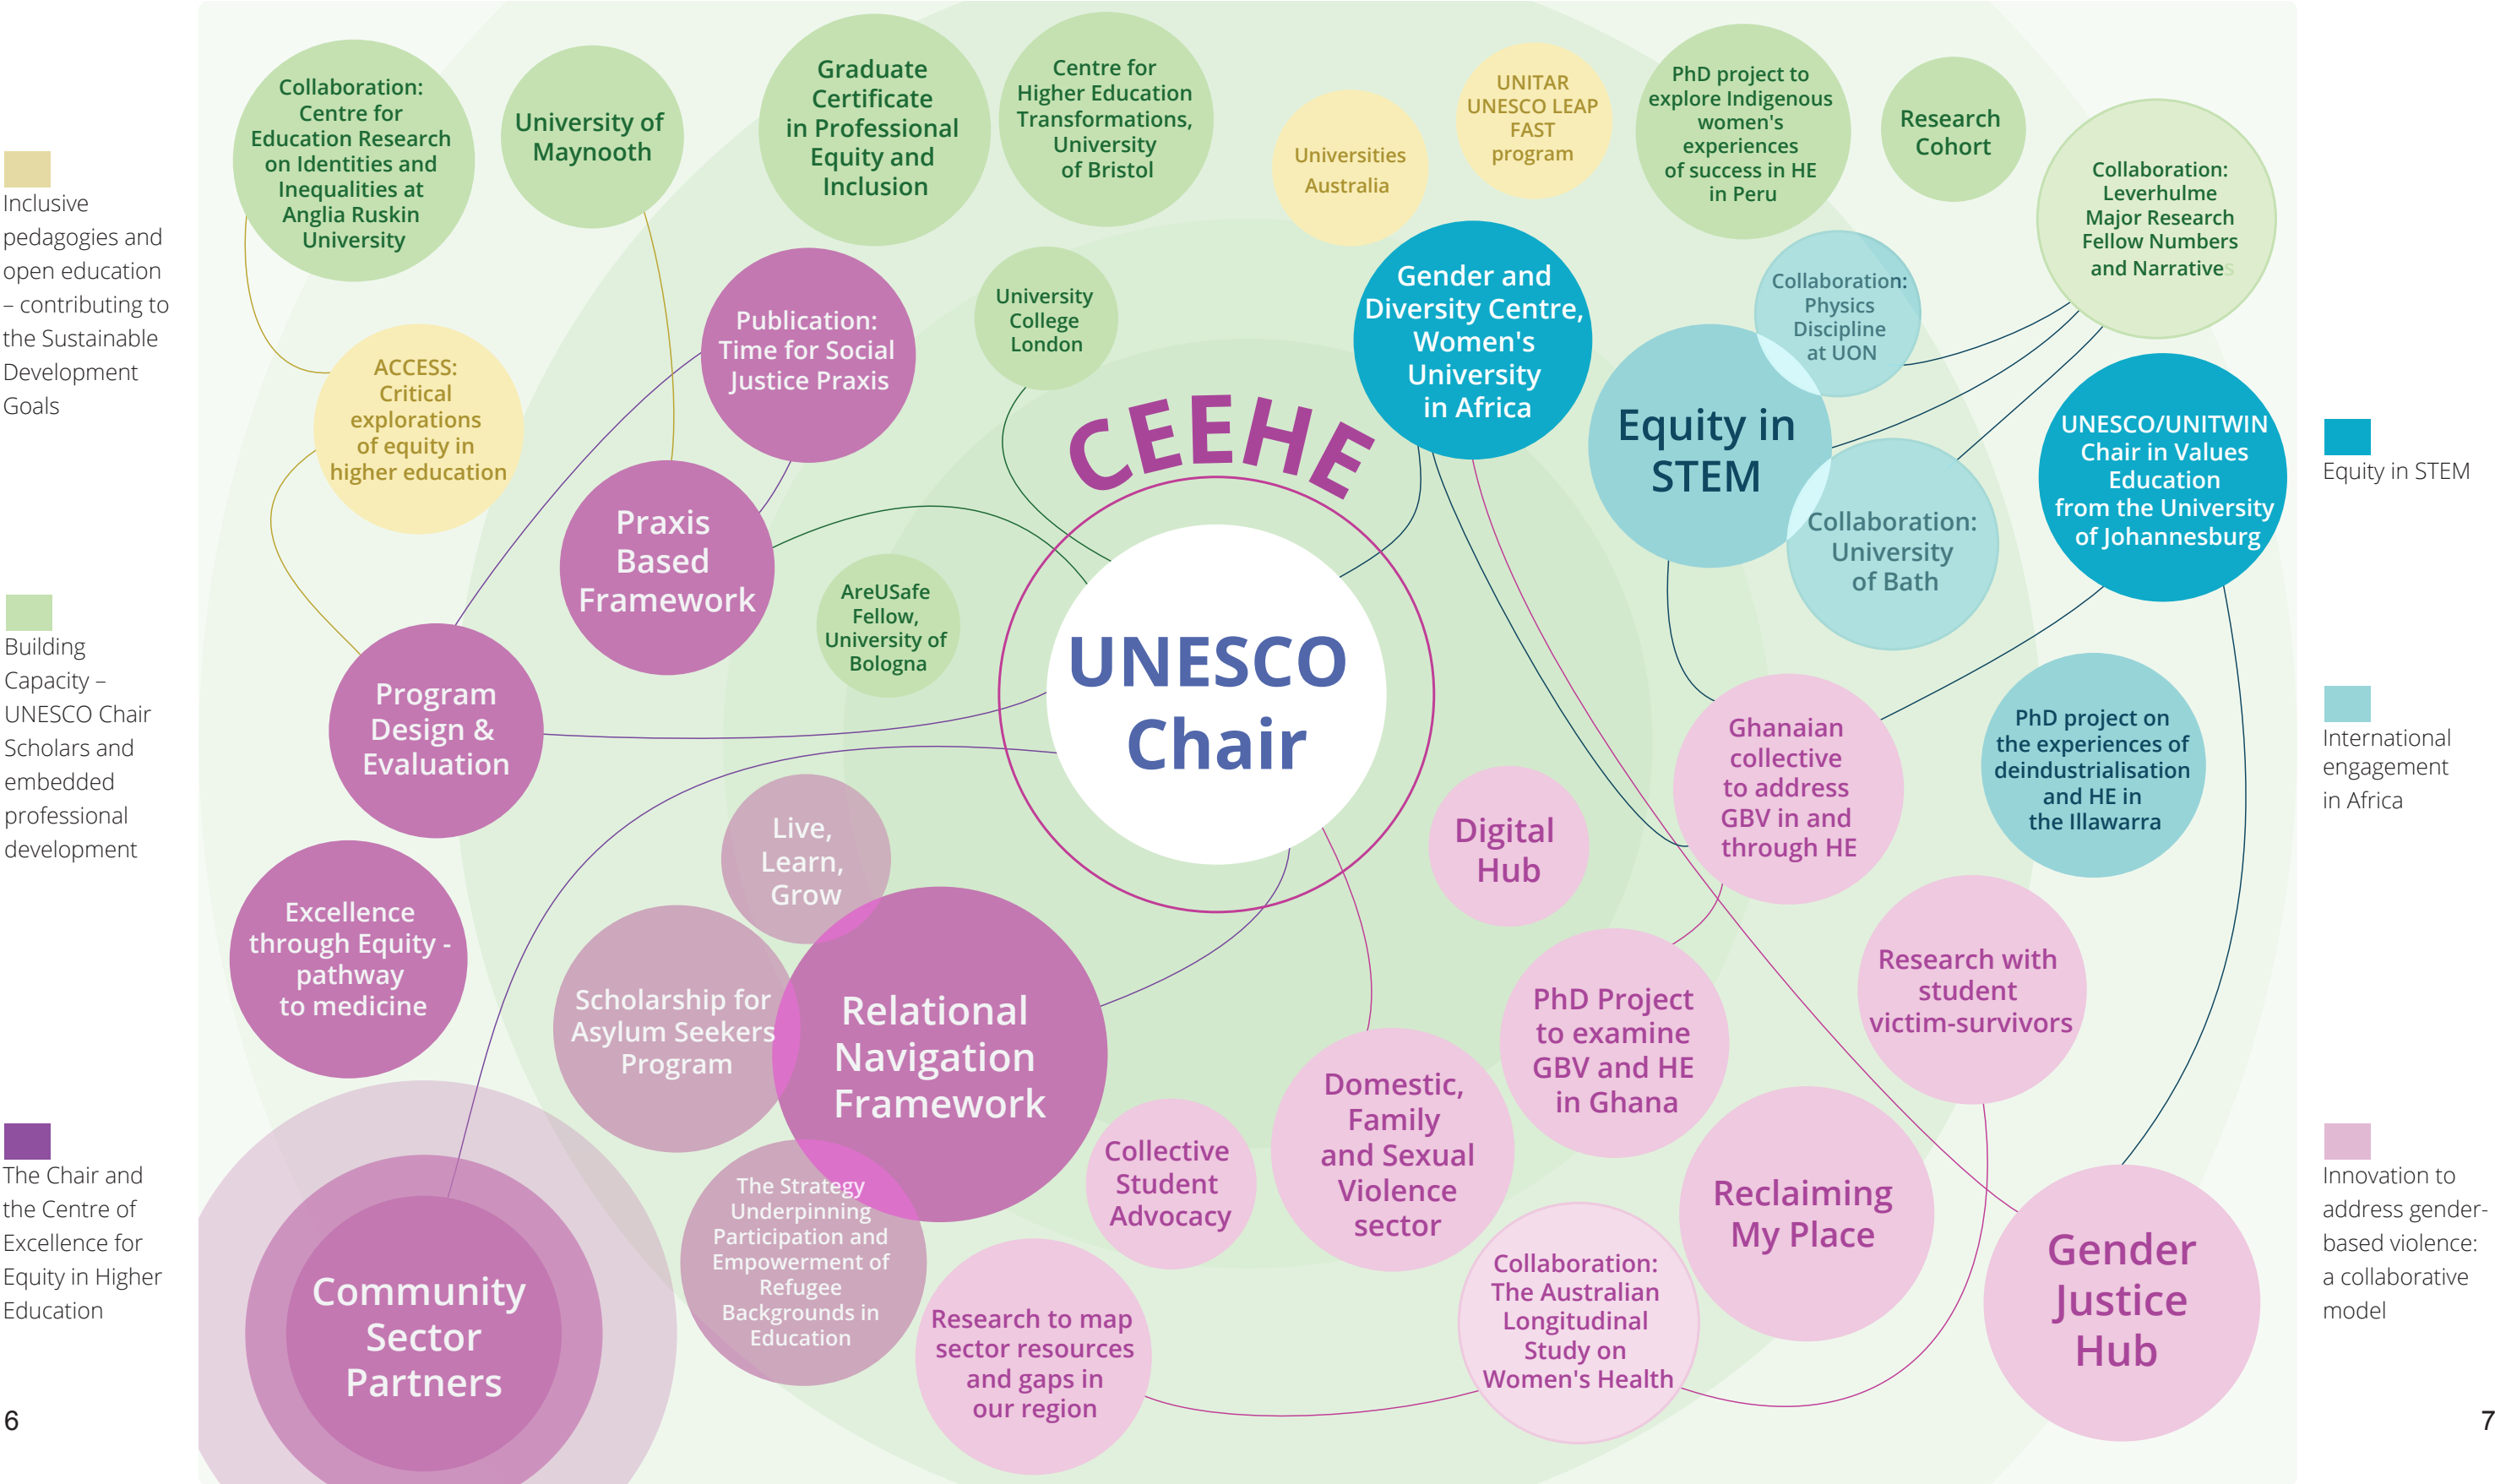 Inclusive
pedagogies and
open education
– contributing to
the Sustainable
Development
Goals
Building
Capacity –
UNESCO Chair
Scholars and
embedded
professional
development
The Chair and
the Centre of
Excellence for
Equity in Higher
Education
6
Collaboration:
Centre for
Education Research
on Identities and
Inequalities at
Anglia Ruskin
University
University of
Maynooth
Graduate
Certificate
in Professional
Equity and
Inclusion
Centre for
Higher Education
Transformations,
University
of Bristol
Universities
Australia
UNITAR
UNESCO LEAP
FAST
program
PhD project to
explore Indigenous
women's
experiences
of success in HE
in Peru
Research
Cohort
Collaboration:
Leverhulme
Major Research
Fellow Numbers
and Narratives
ACCESS:
Critical
explorations
of equity in
higher education
Publication:
Time for Social
Justice Praxis
University
College
London
Gender and
Diversity Centre,
Women's
University
in Africa
Collaboration:
Physics
Discipline
at UON
Equity in
STEM
UNESCO/UNITWIN
Chair in Values
Education
from the University
of Johannesburg
Praxis
Based
Framework
CEEHE
UNESCO
Chair
Collaboration:
University
of Bath
AreUSafe
Fellow,
University of
Bologna
Program
Design &
Evaluation
Ghanaian
collective
to address
GBV in and
through HE
PhD project on
the experiences of
deindustrialisation
and HE in
the Illawarra
Live,
Learn,
Grow
Digital
Hub
Excellence
through Equity -
pathway
to medicine
Scholarship for
Asylum Seekers
Program
Relational
Navigation
Framework
PhD Project
to examine
GBV and HE
in Ghana
Research with
student
victim-survivors
Domestic,
Family
and Sexual
Violence
sector
Collective
Student
Advocacy
Reclaiming
My Place
The Strategy
Underpinning
Participation and
Empowerment of
Refugee
Backgrounds in
Education
Community
Sector
Partners
Research to map
sector resources
and gaps in
our region
Collaboration:
The Australian
Longitudinal
Study on
Women's Health
Gender
Justice
Hub
Equity in STEM
International
engagement
in Africa
Innovation to
address gender-
based violence:
a collaborative
model
7